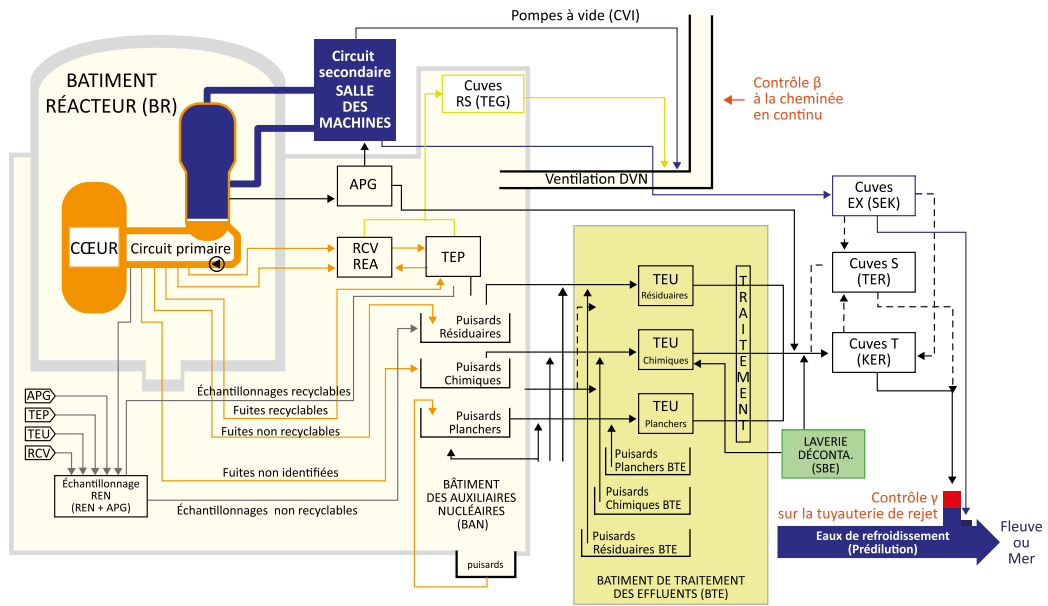 Pompes à vide (CVI)
BATIMENT
RÉACTEUR (BR)
Circuit
secondaire
SALLE
DES
MACHINES
Cuves
RS (TEG)
Contrôle β
à la cheminée
en continu
Ventilation DVN
APG
Cuves
EX (SEK)
CŒUR
Circuit primaire
RCV
REA
TEP
Cuves S
(TER)
TEU
Résiduaires
TRAITEMENT
Puisards
Résiduaires
TEU
Chimiques
Cuves T
(KER)
Puisards
Chimiques
Échantillonnages recyclables
Fuites recyclables
Fuites non recyclables
TEU
Planchers
Puisards
Planchers
APG
TEP
TEU
RCV
LAVERIE
DÉCONTA.
(SBE)
Puisards
Planchers BTE
Fuites non identifiées
Échantillonnage
REN
(REN + APG)
Échantillonnages  non recyclables
BÂTIMENT
DES AUXILIAIRES
NUCLÉAIRES
(BAN)
Puisards
Chimiques BTE
Contrôle γ
sur la tuyauterie de rejet
Puisards
Résiduaires BTE
Eaux de refroidissement
(Prédilution)
Fleuve
ou
Mer
puisards
BATIMENT DE TRAITEMENT
DES EFFLUENTS (BTE)